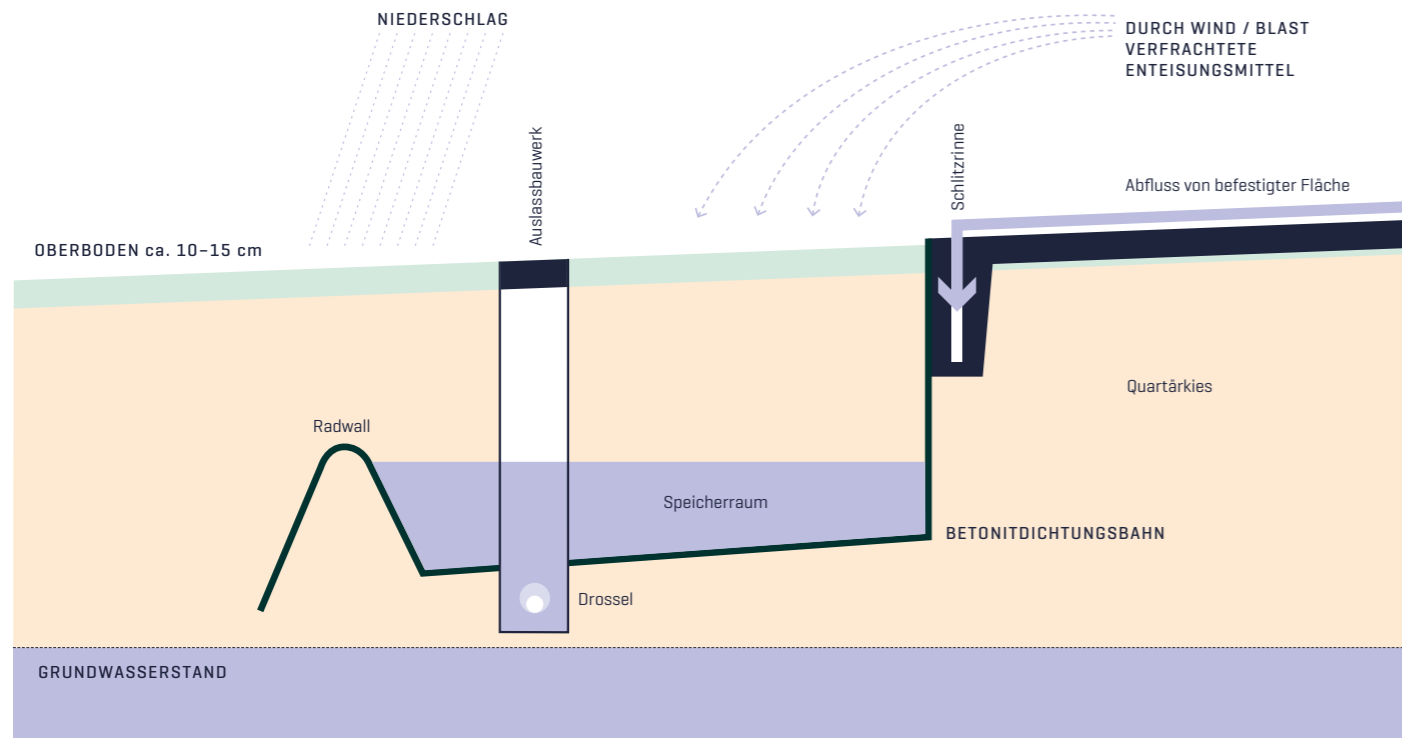 NIEDERSCHLAG
DURCH WIND / BLAST
VERFRACHTETE
ENTEISUNGSMITTEL
Auslassbauwerk
Schlitzrinne
Abfluss von befestigter Fläche
OBERBODEN ca. 10–15 cm
Quartärkies
Radwall
Speicherraum
BETONITDICHTUNGSBAHN
Drossel
GRUNDWASSERSTAND